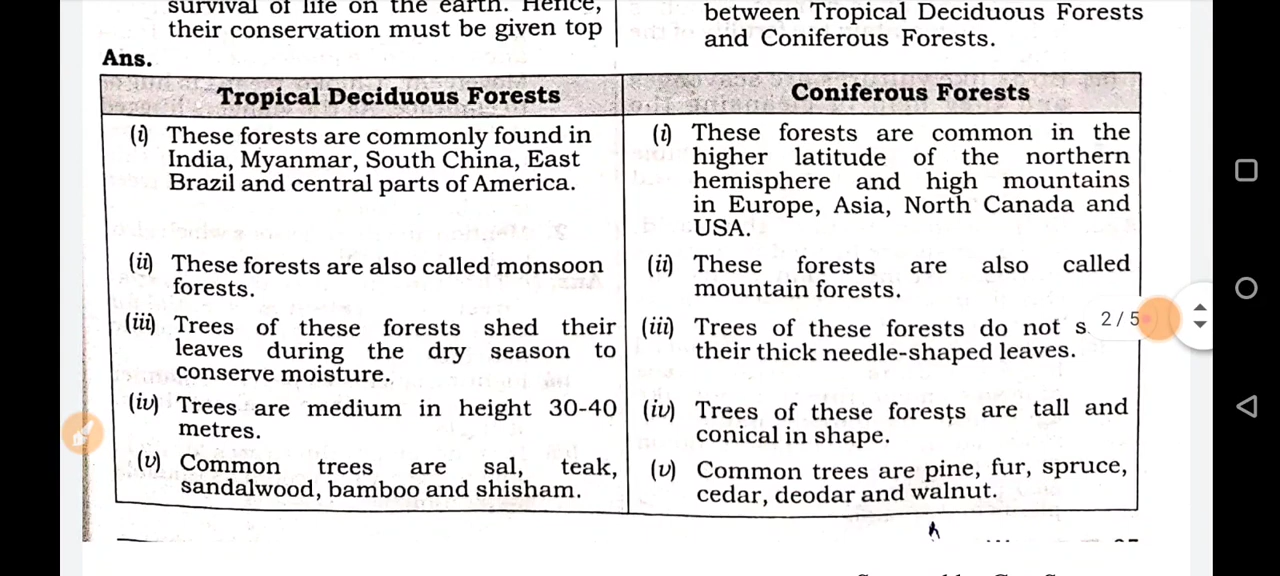 survival of life on the earth. Hence,
their conservation must be given top
between Tropical Deciduous Forests
and Coniferous Forests.
Ans.
Tropical Deciduous Forests
(i) These forests are commonly found in
India, Myanmar, South China, East
Brazil and central parts of America.
(ii) These forests are also called monsoon
forests.
(iii) Trees of these forests shed their
leaves during the dry season to
conserve moisture.
(iv) Trees are medium in height 30-40
metres.
(v) Common trees are sal, teak,
sandalwood, bamboo and shisham.
Coniferous Forests
(i) These forests are common in the
higher latitude of the northern
hemisphere and high mountains
in Europe, Asia, North Canada and
USA.
(ii) These forests are also called
mountain forests.
(iii) Trees of these forests do not s
their thick needle-shaped leaves.
(iv) Trees of these forests are tall and
conical in shape.
(v) Common trees are pine, fur, spruce,
cedar, deodar and walnut.
2 / 5